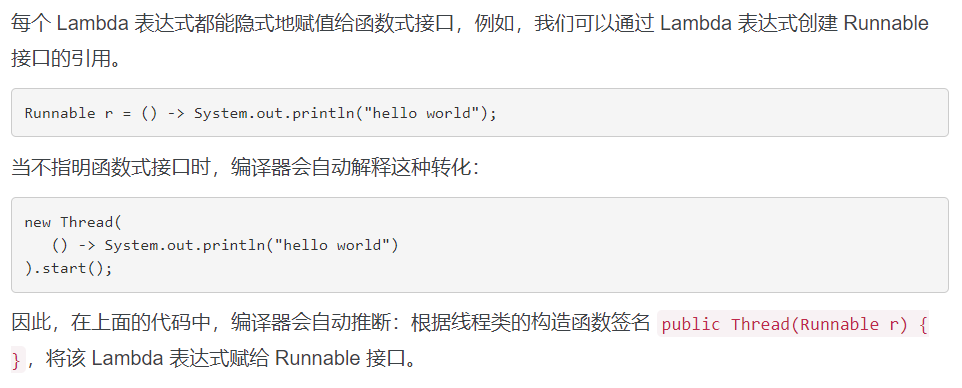 每个 Lambda 表达式都能隐式地赋值给函数式接口，例如，我们可以通过 Lambda 表达式创建 Runnable
接口的引用。
Runnable r = () -> System.out.println("hello world");
当不指明函数式接口时，编译器会自动解释这种转化：
new Thread(
   () -> System.out.println("hello world")
).start();
因此，在上面的代码中，编译器会自动推断：根据线程类的构造函数签名 public Thread(Runnable r) {
}，将该 Lambda 表达式赋给 Runnable 接口。